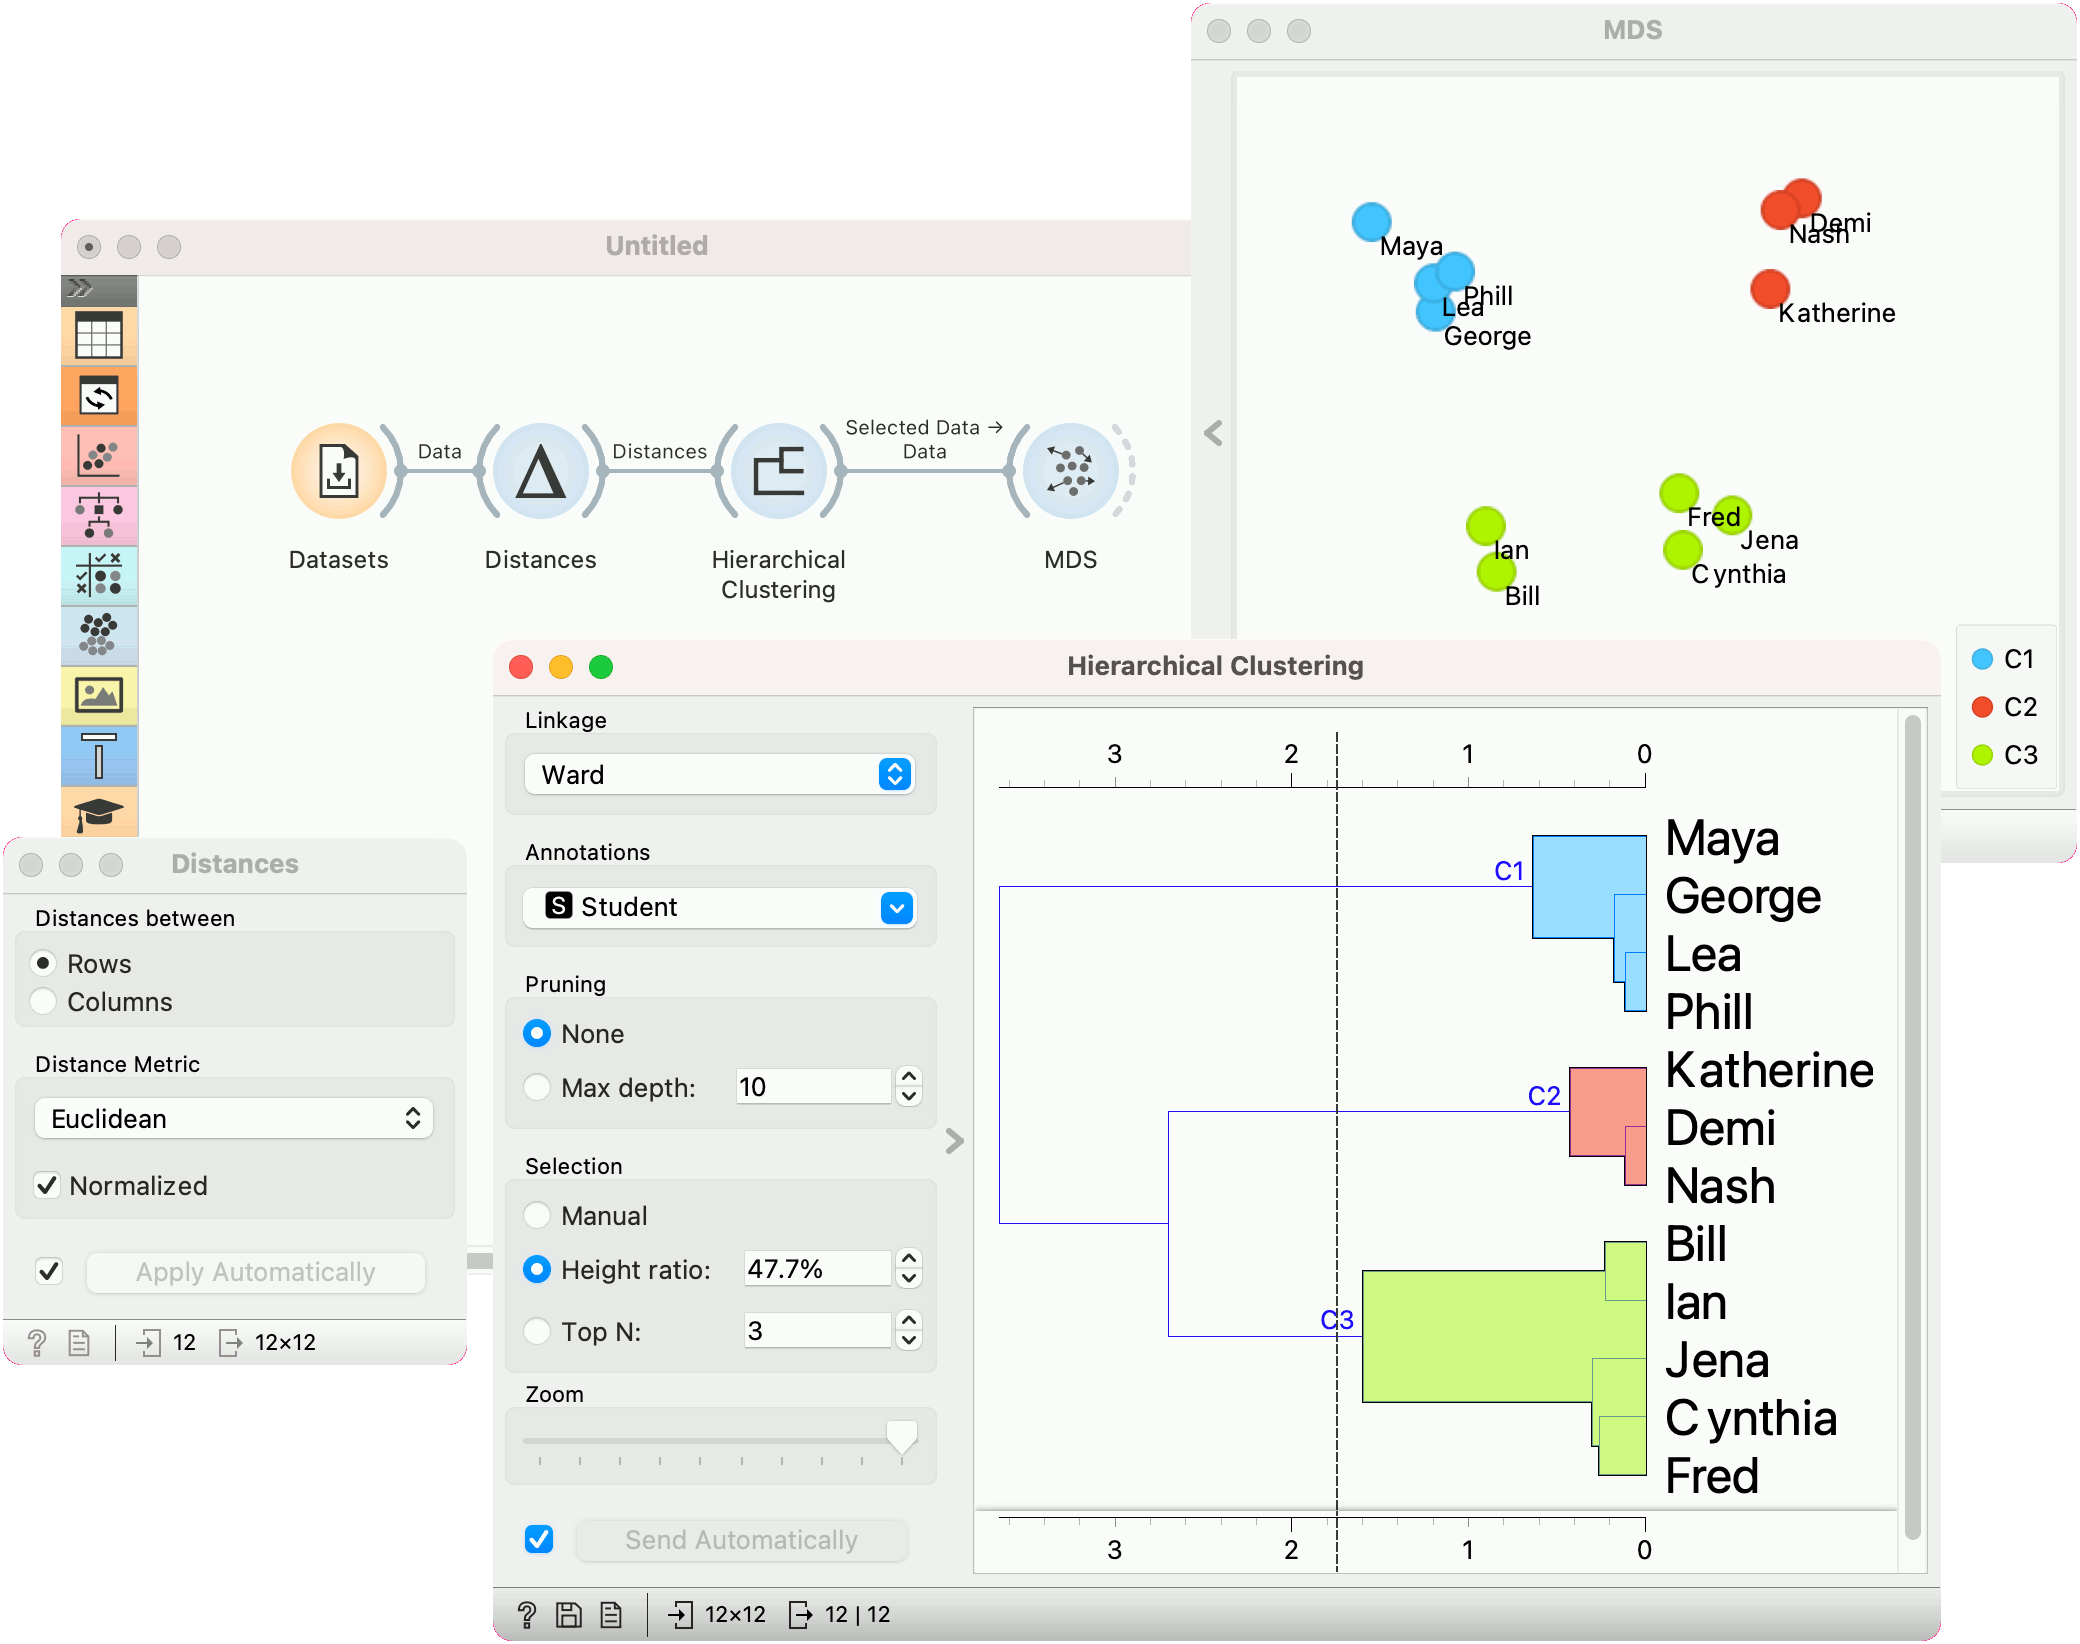 MDS
Maya
Phill
Lea
George
Demi
Nash
Katherine
Fred
Jena
Cynthia
Ian
Bill
C1
C2
C3
Untitled
Data
Distances
Selected Data →
Data
Datasets
Distances
Hierarchical
Clustering
MDS
Distances
Distances between
Rows
Columns
Distance Metric
Euclidean
Normalized
Apply Automatically
? 12 12×12
Hierarchical Clustering
Linkage
Ward
Annotations
S Student
Pruning
None
Max depth: 10
Selection
Manual
Height ratio: 47.7%
Top N: 3
Zoom
Send Automatically
3 2 1 0
C1
C2
C3
Maya
George
Lea
Phill
Katherine
Demi
Nash
Bill
Ian
Jena
Cynthia
Fred
3 2 1 0
? 12×12 12 | 12